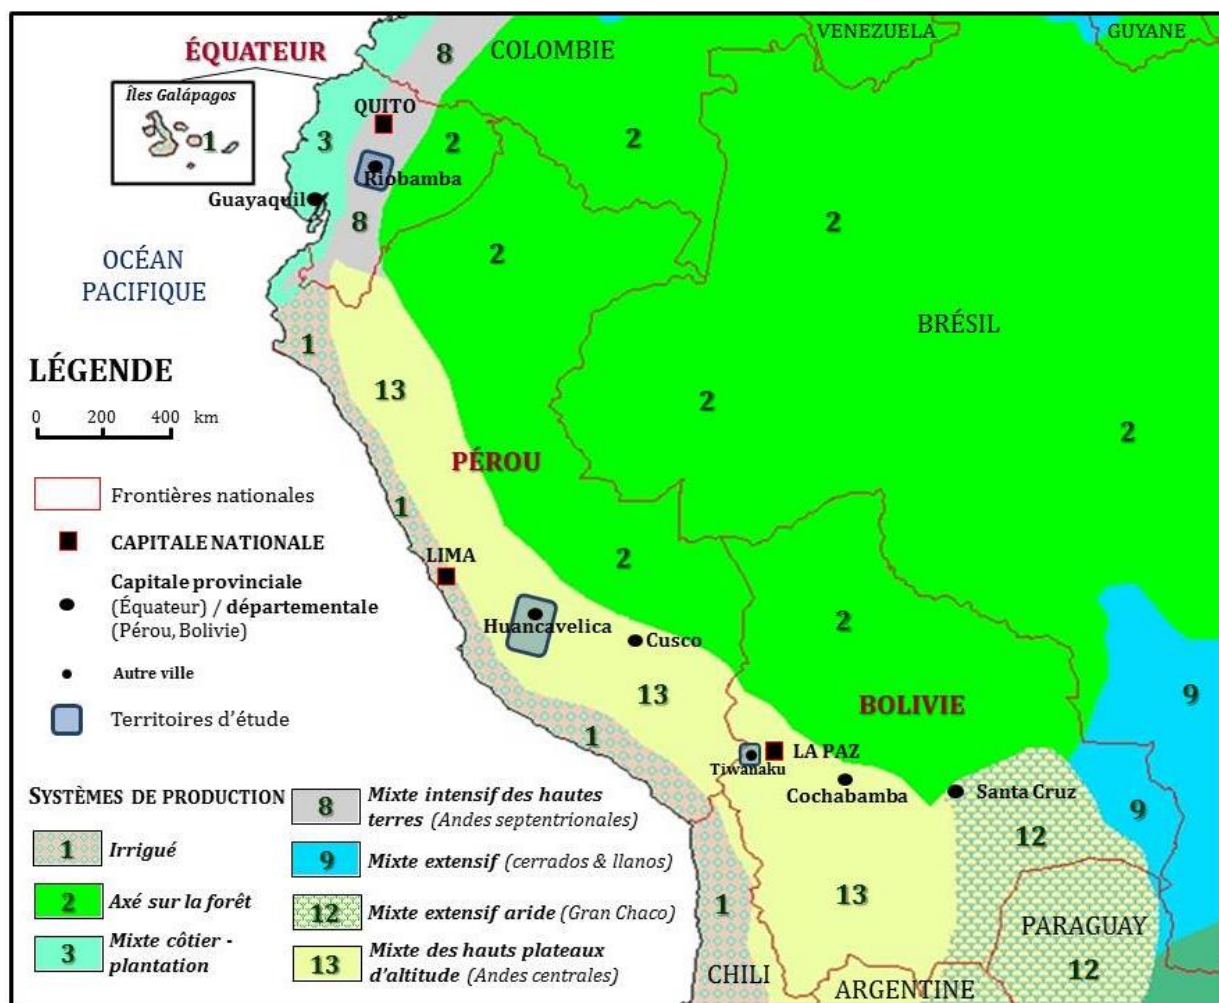 ÉQUATEUR
COLOMBIE
VENEZUELA
GUYANE
8
Îles Galápagos
1
QUITO
3
2
2
Riobamba
Guayaquil
8
2
2
OCÉAN
PACIFIQUE
BRÉSIL
1
LÉGENDE
13
2
2
0 200 400 km
PÉROU
Frontières nationales
1
CAPITALE NATIONALE
LIMA
2
Capitale provinciale
(Équateur) / départementale
(Pérou, Bolivie)
Huancavelica
Cusco
2
Autre ville
13
BOLIVIE
9
Territoires d'étude
1
LA PAZ
Tiwanaku
Cochabamba
Santa Cruz
9
12
SYSTÈMES DE PRODUCTION
1 Irrigué
2 Axé sur la forêt
3 Mixte côtier -
plantation
8 Mixte intensif des hautes
terres (Andes septentrionales)
9 Mixte extensif (cerrados & llanos)
12 Mixte extensif aride (Gran Chaco)
13 Mixte des hauts plateaux
d'altitude (Andes centrales)
1
13
PARAGUAY
12
CHILI
ARGENTINE